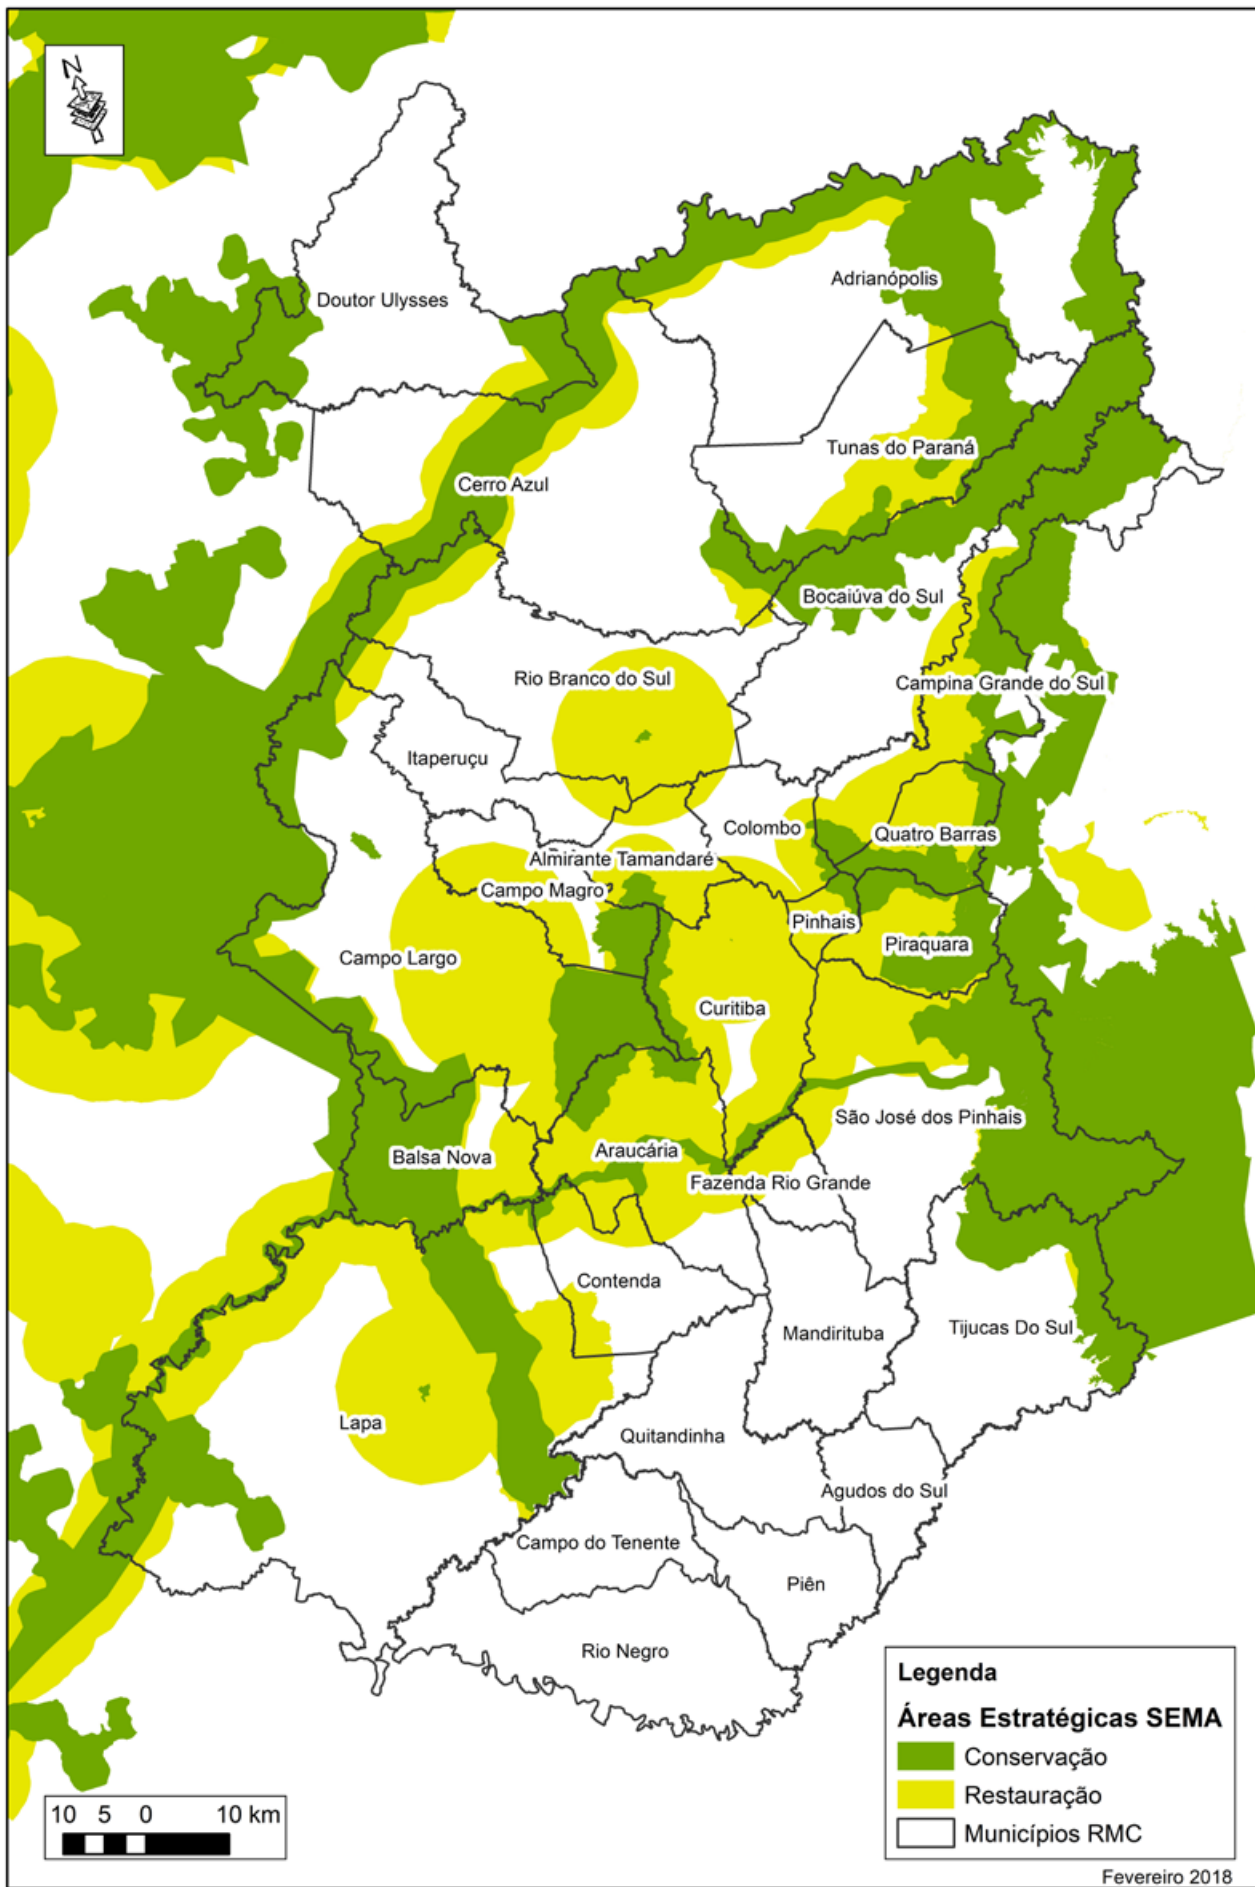 N
Doutor Ulysses
Adrianópolis
Tunas do Paraná
Cerro Azul
Bocaiúva do Sul
Rio Branco do Sul
Campina Grande do Sul
Itaperuçu
Colombo
Quatro Barras
Almirante Tamandaré
Campo Magro
Pinhais
Piraquara
Campo Largo
Curitiba
São José dos Pinhais
Araucária
Balsa Nova
Fazenda Rio Grande
Contenda
Mandirituba
Tijucas Do Sul
Lapa
Quitandinha
Agudos do Sul
Campo do Tenente
Piên
Rio Negro
Legenda
Áreas Estratégicas SEMA
Conservação
Restauração
Municípios RMC
10 5 0 10 km
Fevereiro 2018